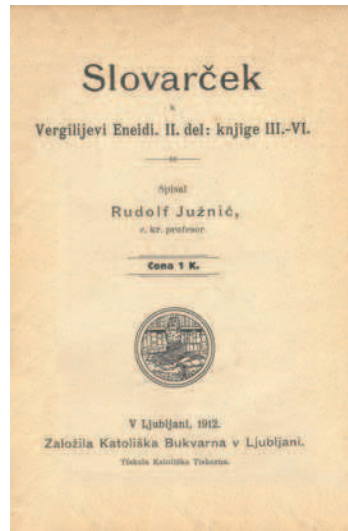 Slovarček
k
Vergilijevi Eneidi. II. del: knjige III.-VI.
Spisal
Rudolf Južnič,
c. kr. profesor
Cena 1 K.
V Ljubljani, 1912.
Založila Katoliška Bukvarna v Ljubljani.
Tiskala Katoliška Tiskarna.